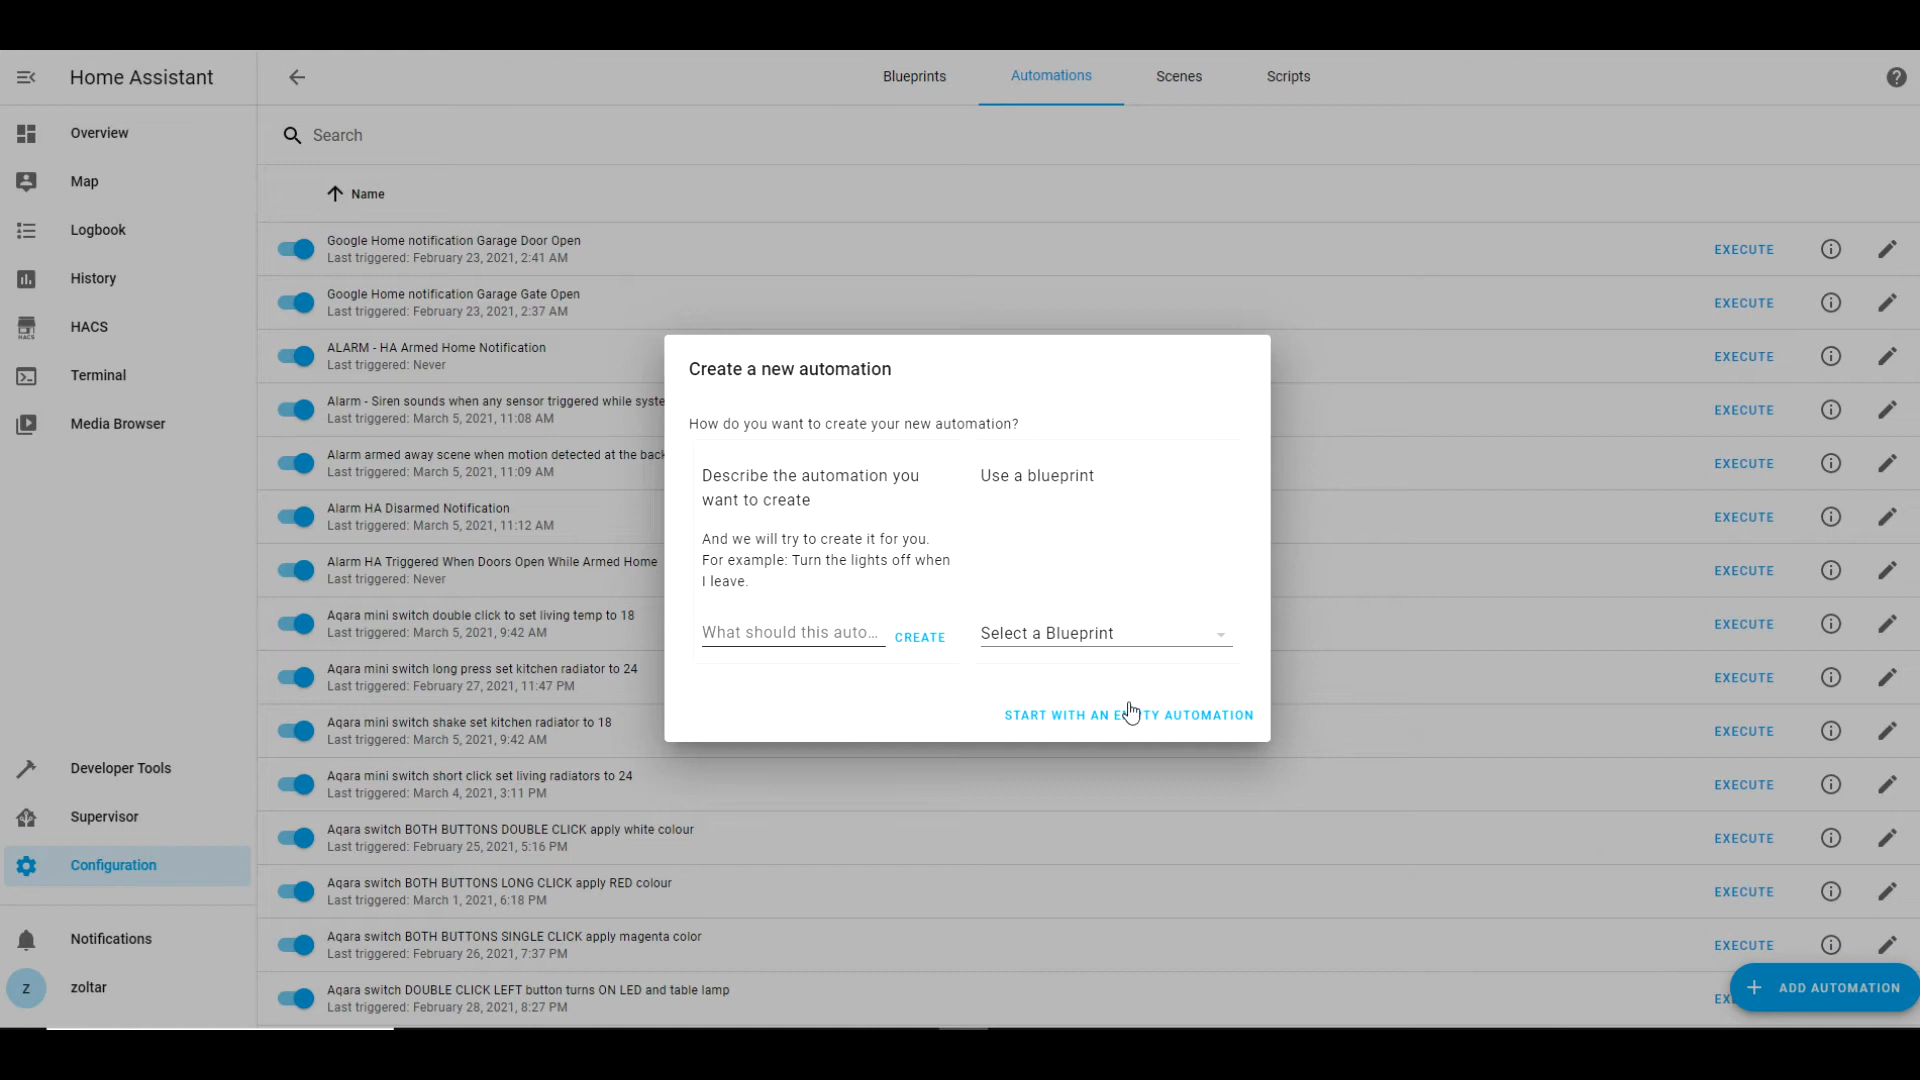 Home Assistant
Blueprints
Automations
Scenes
Scripts
Overview
Map
Logbook
History
HACS
HACS
Terminal
Media Browser
Developer Tools
Supervisor
Configuration
Notifications
z
zoltar
Search
Name
Google Home notification Garage Door Open
Last triggered: February 23, 2021, 2:41 AM
EXECUTE
Google Home notification Garage Gate Open
Last triggered: February 23, 2021, 2:37 AM
EXECUTE
ALARM - HA Armed Home Notification
Last triggered: Never
EXECUTE
Alarm - Siren sounds when any sensor triggered while syste
Last triggered: March 5, 2021, 11:08 AM
EXECUTE
Alarm armed away scene when motion detected at the back
Last triggered: March 5, 2021, 11:09 AM
EXECUTE
Alarm HA Disarmed Notification
Last triggered: March 5, 2021, 11:12 AM
EXECUTE
Alarm HA Triggered When Doors Open While Armed Home
Last triggered: Never
EXECUTE
Aqara mini switch double click to set living temp to 18
Last triggered: March 5, 2021, 9:42 AM
EXECUTE
Aqara mini switch long press set kitchen radiator to 24
Last triggered: February 27, 2021, 11:47 PM
EXECUTE
Aqara mini switch shake set kitchen radiator to 18
Last triggered: March 5, 2021, 9:42 AM
EXECUTE
Aqara mini switch short click set living radiators to 24
Last triggered: March 4, 2021, 3:11 PM
EXECUTE
Aqara switch BOTH BUTTONS DOUBLE CLICK apply white colour
Last triggered: February 25, 2021, 5:16 PM
EXECUTE
Aqara switch BOTH BUTTONS LONG CLICK apply RED colour
Last triggered: March 1, 2021, 6:18 PM
EXECUTE
Aqara switch BOTH BUTTONS SINGLE CLICK apply magenta color
Last triggered: February 26, 2021, 7:37 PM
EXECUTE
Aqara switch DOUBLE CLICK LEFT button turns ON LED and table lamp
Last triggered: February 28, 2021, 8:27 PM
EX
ADD AUTOMATION
Create a new automation
How do you want to create your new automation?
Describe the automation you
want to create
And we will try to create it for you.
For example: Turn the lights off when
I leave.
What should this auto...
CREATE
Use a blueprint
Select a Blueprint
START WITH AN EMPTY AUTOMATION